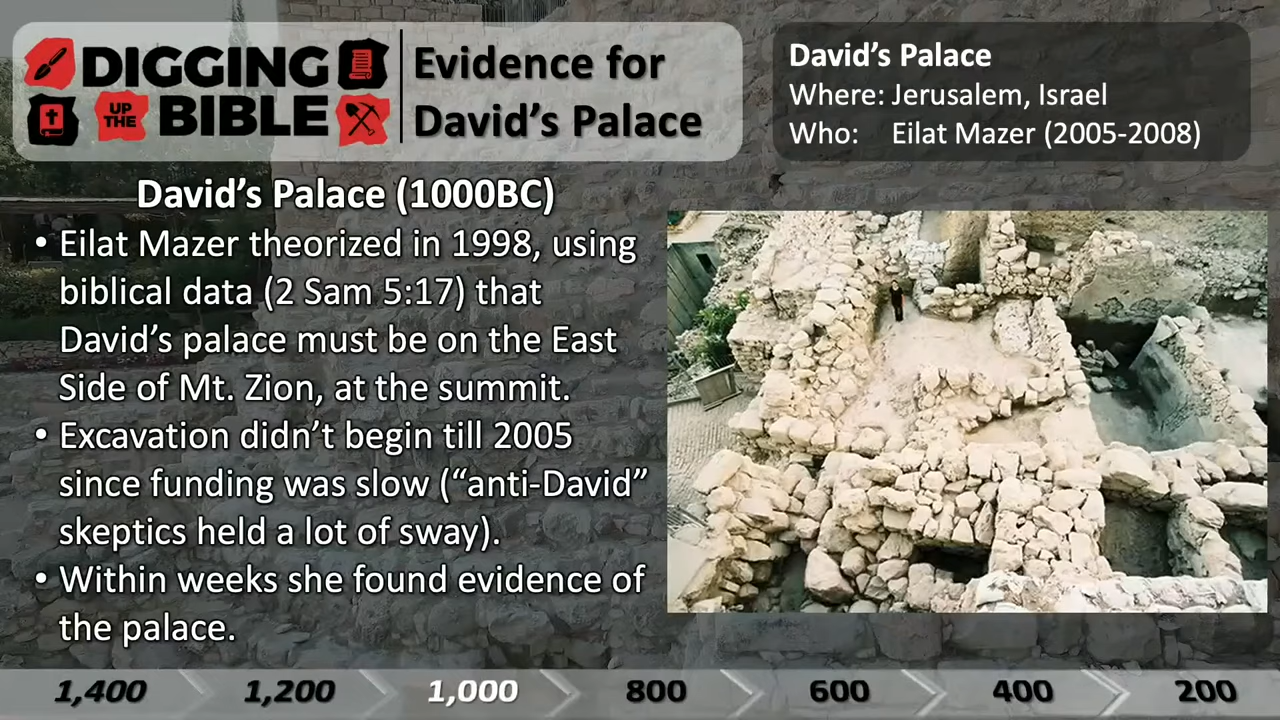 DIGGING
UP
THE
BIBLE
Evidence for
David's Palace
David's Palace
Where: Jerusalem, Israel
Who: Eilat Mazer (2005-2008)
David's Palace (1000BC)
• Eilat Mazer theorized in 1998, using
biblical data (2 Sam 5:17) that
David's palace must be on the East
Side of Mt. Zion, at the summit.
• Excavation didn't begin till 2005
since funding was slow (“anti-David”
skeptics held a lot of sway).
• Within weeks she found evidence of
the palace.
1,400 1,200 1,000 800 600 400 200